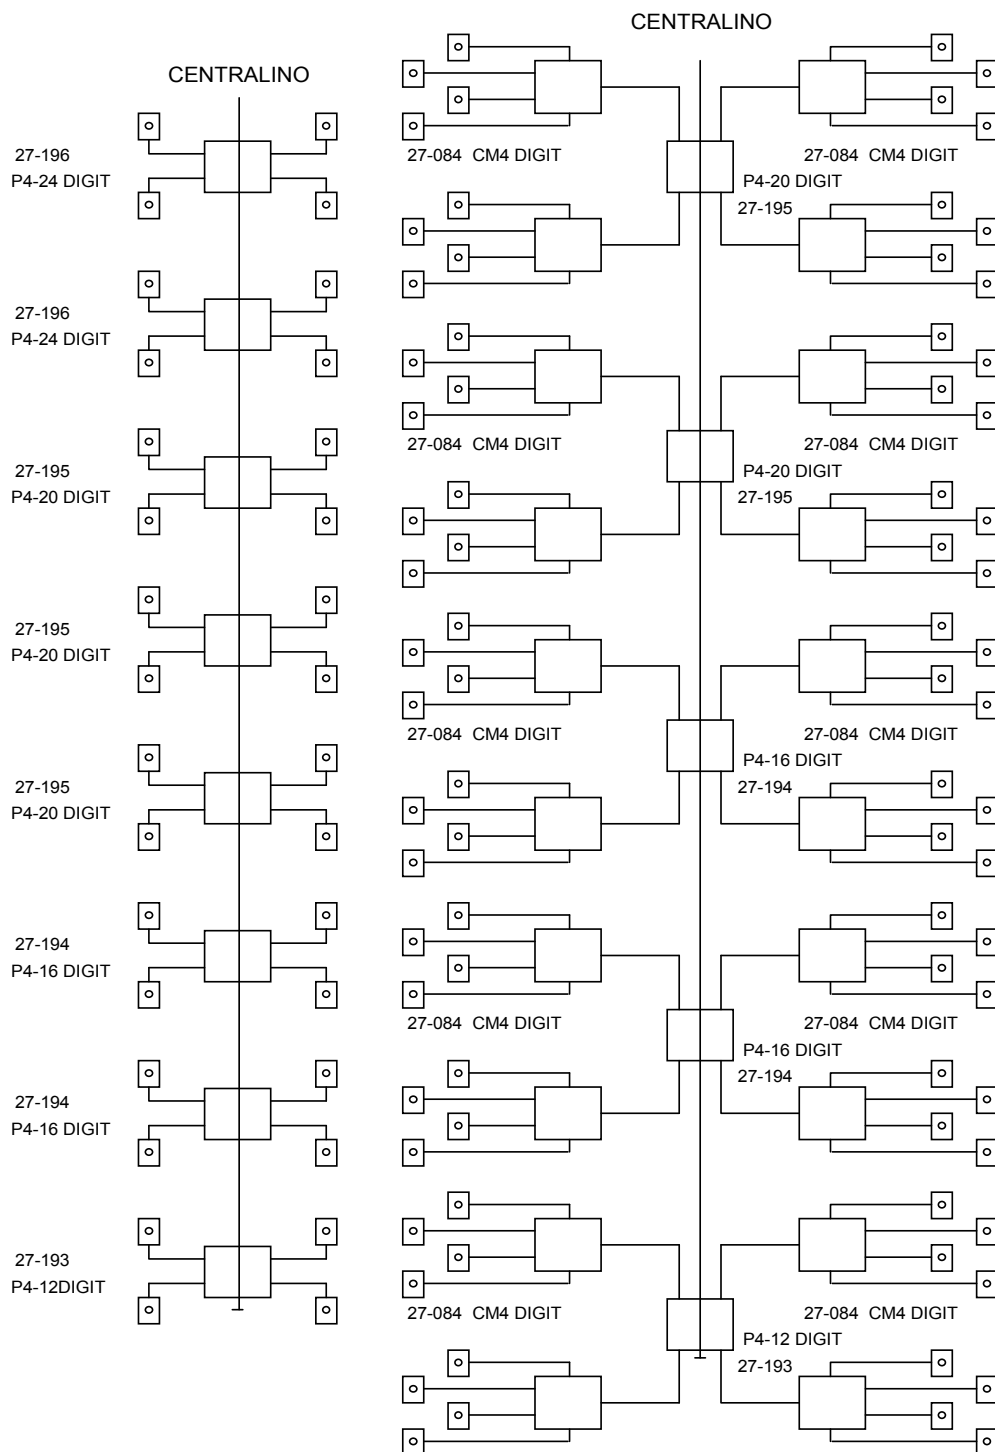 CENTRALINO
27-196
P4-24 DIGIT
27-196
P4-24 DIGIT
27-195
P4-20 DIGIT
27-195
P4-20 DIGIT
27-195
P4-20 DIGIT
27-194
P4-16 DIGIT
27-194
P4-16 DIGIT
27-193
P4-12DIGIT
CENTRALINO
27-084 CM4 DIGIT
27-084 CM4 DIGIT
P4-20 DIGIT
27-195
27-084 CM4 DIGIT
27-084 CM4 DIGIT
P4-20 DIGIT
27-195
27-084 CM4 DIGIT
27-084 CM4 DIGIT
P4-16 DIGIT
27-194
27-084 CM4 DIGIT
27-084 CM4 DIGIT
P4-16 DIGIT
27-194
27-084 CM4 DIGIT
27-084 CM4 DIGIT
P4-12 DIGIT
27-193